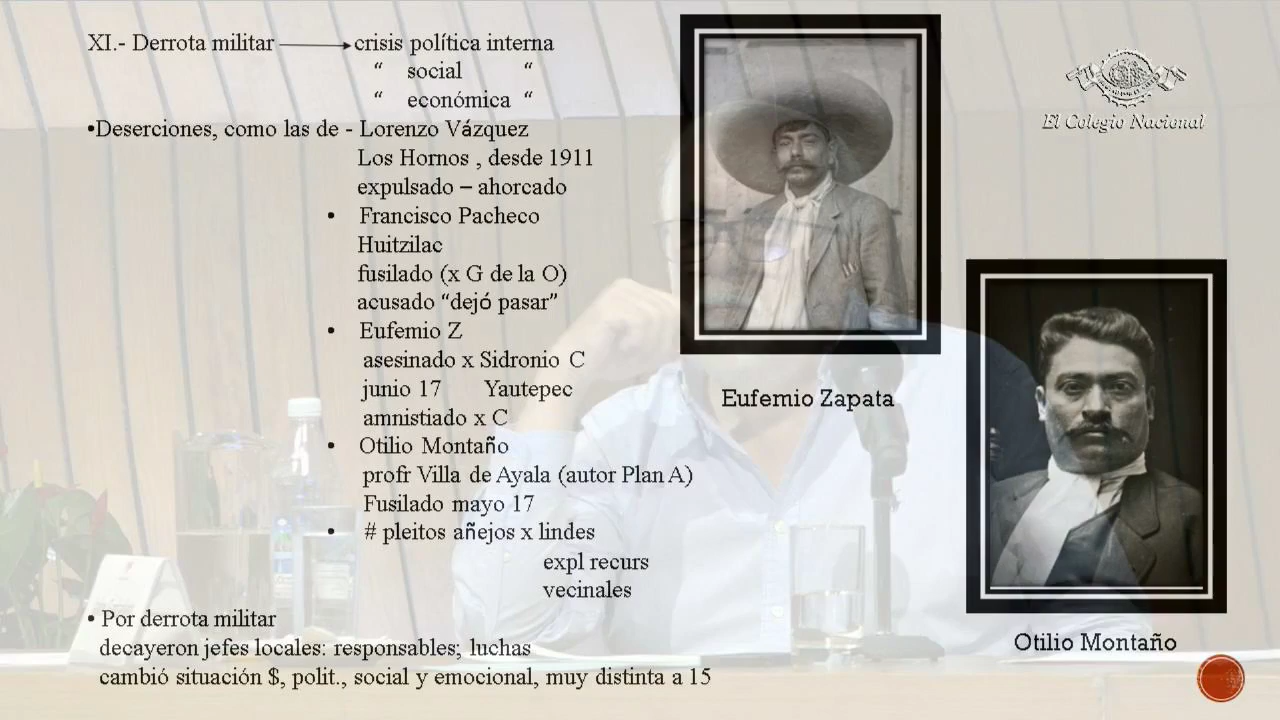 XI.- Derrota militar → crisis política interna
“ social “
“ económica “
•Deserciones, como las de - Lorenzo Vázquez
Los Hornos , desde 1911
expulsado – ahorcado
• Francisco Pacheco
Huitzilac
fusilado (x G de la O)
acusado “dejó pasar”
• Eufemio Z
asesinado x Sidronio C
junio 17 Yautepec
amnistiado x C
• Otilio Montaño
profr Villa de Ayala (autor Plan A)
Fusilado mayo 17
• # pleitos añejos x lindes
expl recurs
vecinales
• Por derrota militar
decayeron jefes locales: responsables; luchas
cambió situación $, polit., social y emocional, muy distinta a 15
Eufemio Zapata
El Colegio Nacional
Otilio Montaño